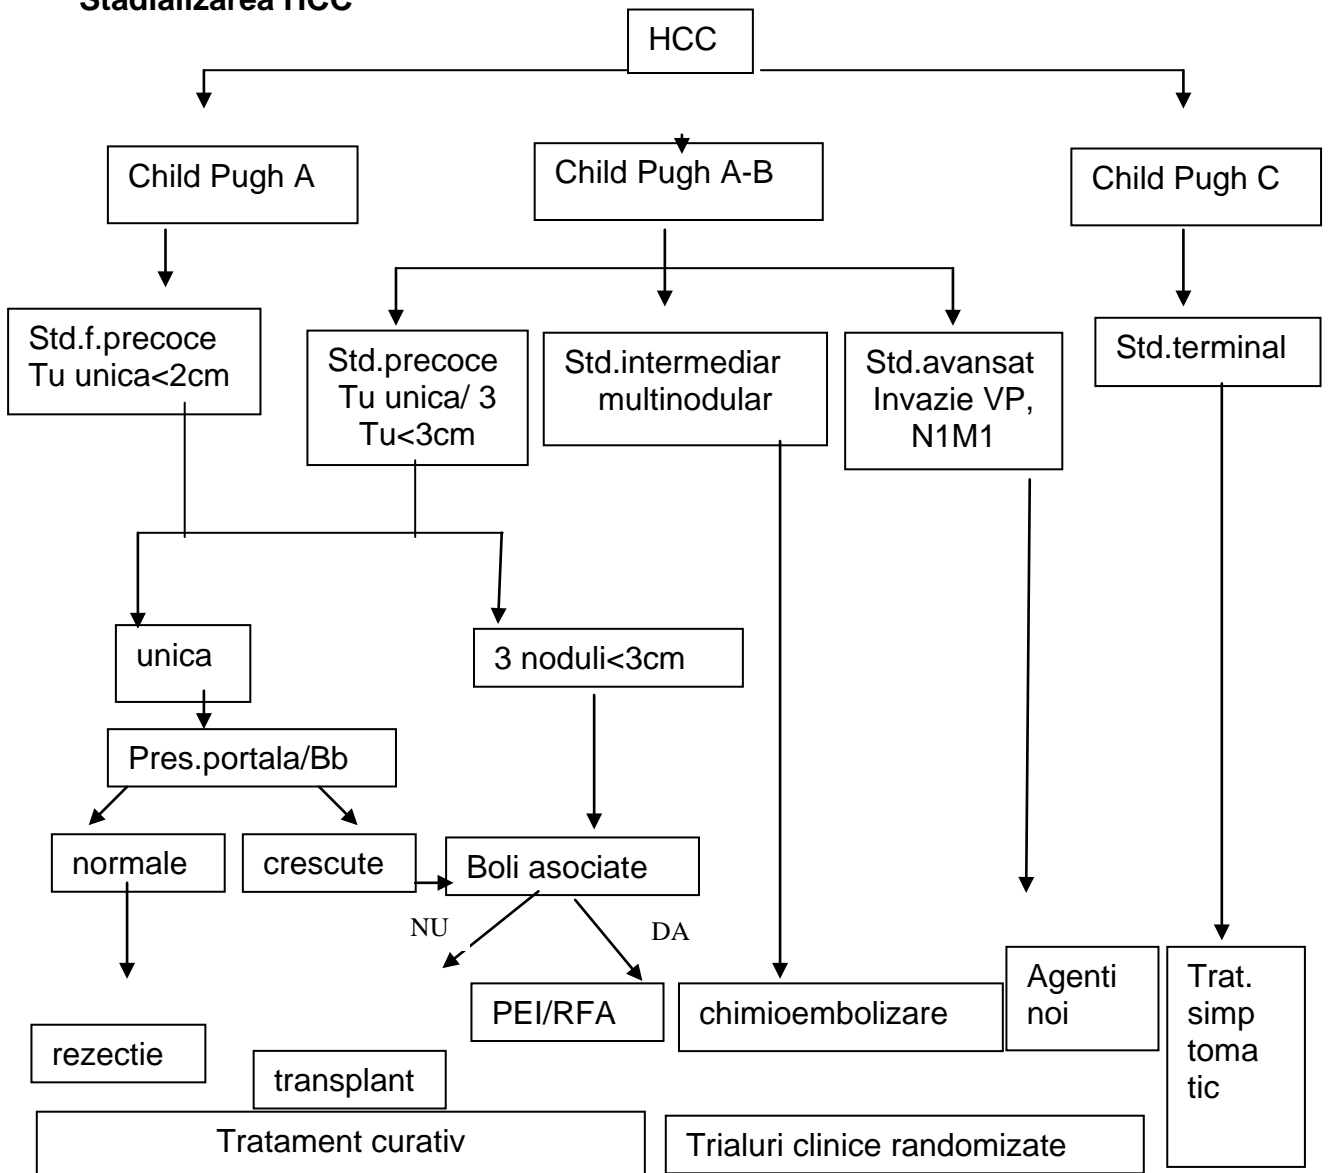 Stadializarea HCC
HCC
Child Pugh A
Child Pugh A-B
Child Pugh C
Std.f.precoce
Tu unica<2cm
Std.precoce
Tu unica/ 3
Tu<3cm
Std.intermediar
multinodular
Std.avansat
Invazie VP,
N1M1
Std.terminal
unica
3 noduli<3cm
Pres.portala/Bb
normale
crescute
Boli asociate
NU
DA
rezectie
transplant
PEI/RFA
chimioembolizare
Agenti
noi
Trat.
simp
toma
tic
Tratament curativ
Trialuri clinice randomizate